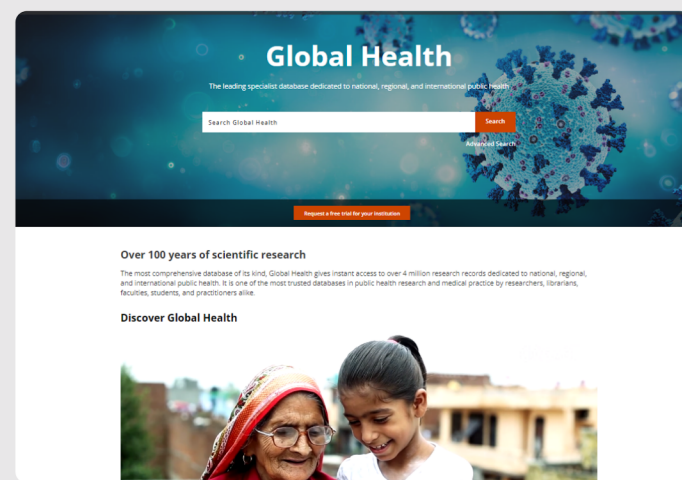 Global Health
The leading specialist database dedicated to national, regional, and international public health
Search Global Health
Search
Advanced Search
Request a free trial for your institution
Over 100 years of scientific research
The most comprehensive database of its kind, Global Health gives instant access to over 4 million research records dedicated to national, regional,
and international public health. It is one of the most trusted databases in public health research and medical practice by researchers, librarians,
faculties, students, and practitioners alike.
Discover Global Health